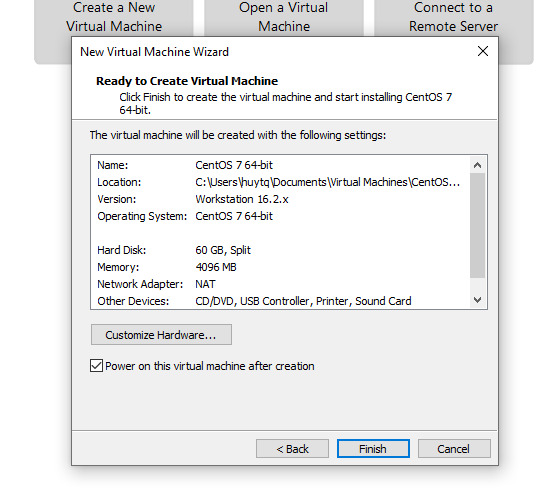 Create a New Open a Virtual Connect to a
Virtual Machine Machine Remote Server
New Virtual Machine Wizard
Ready to Create Virtual Machine
Click Finish to create the virtual machine and start installing CentOS 7
64-bit.
The virtual machine will be created with the following settings:
Name: CentOS 7 64-bit
Location: C:\Users\huytq\Documents\Virtual Machines\CentOS...
Version: Workstation 16.2.x
Operating System: CentOS 7 64-bit
Hard Disk: 60 GB, Split
Memory: 4096 MB
Network Adapter: NAT
Other Devices: CD/DVD, USB Controller, Printer, Sound Card
Customize Hardware...
Power on this virtual machine after creation
< Back Finish Cancel